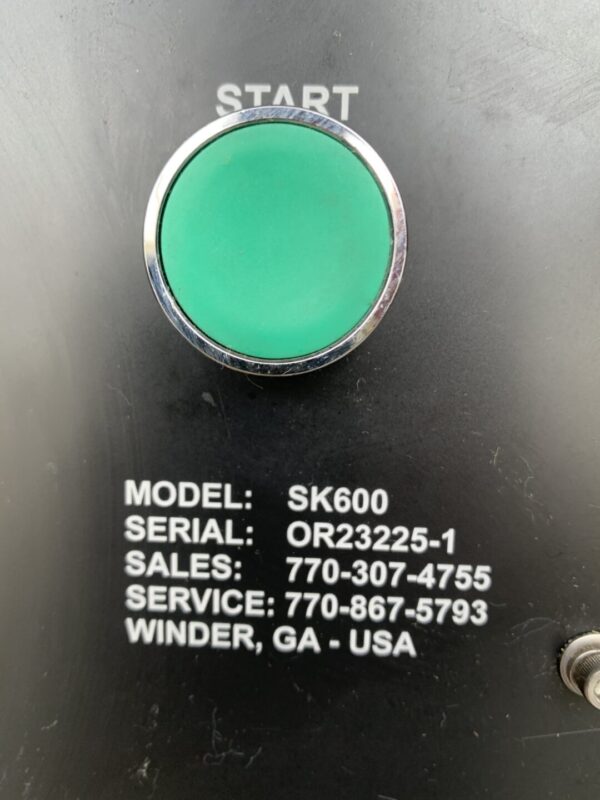 START
MODEL: SK600
SERIAL: OR23225-1
SALES: 770-307-4755
SERVICE: 770-867-5793
WINDER, GA - USA